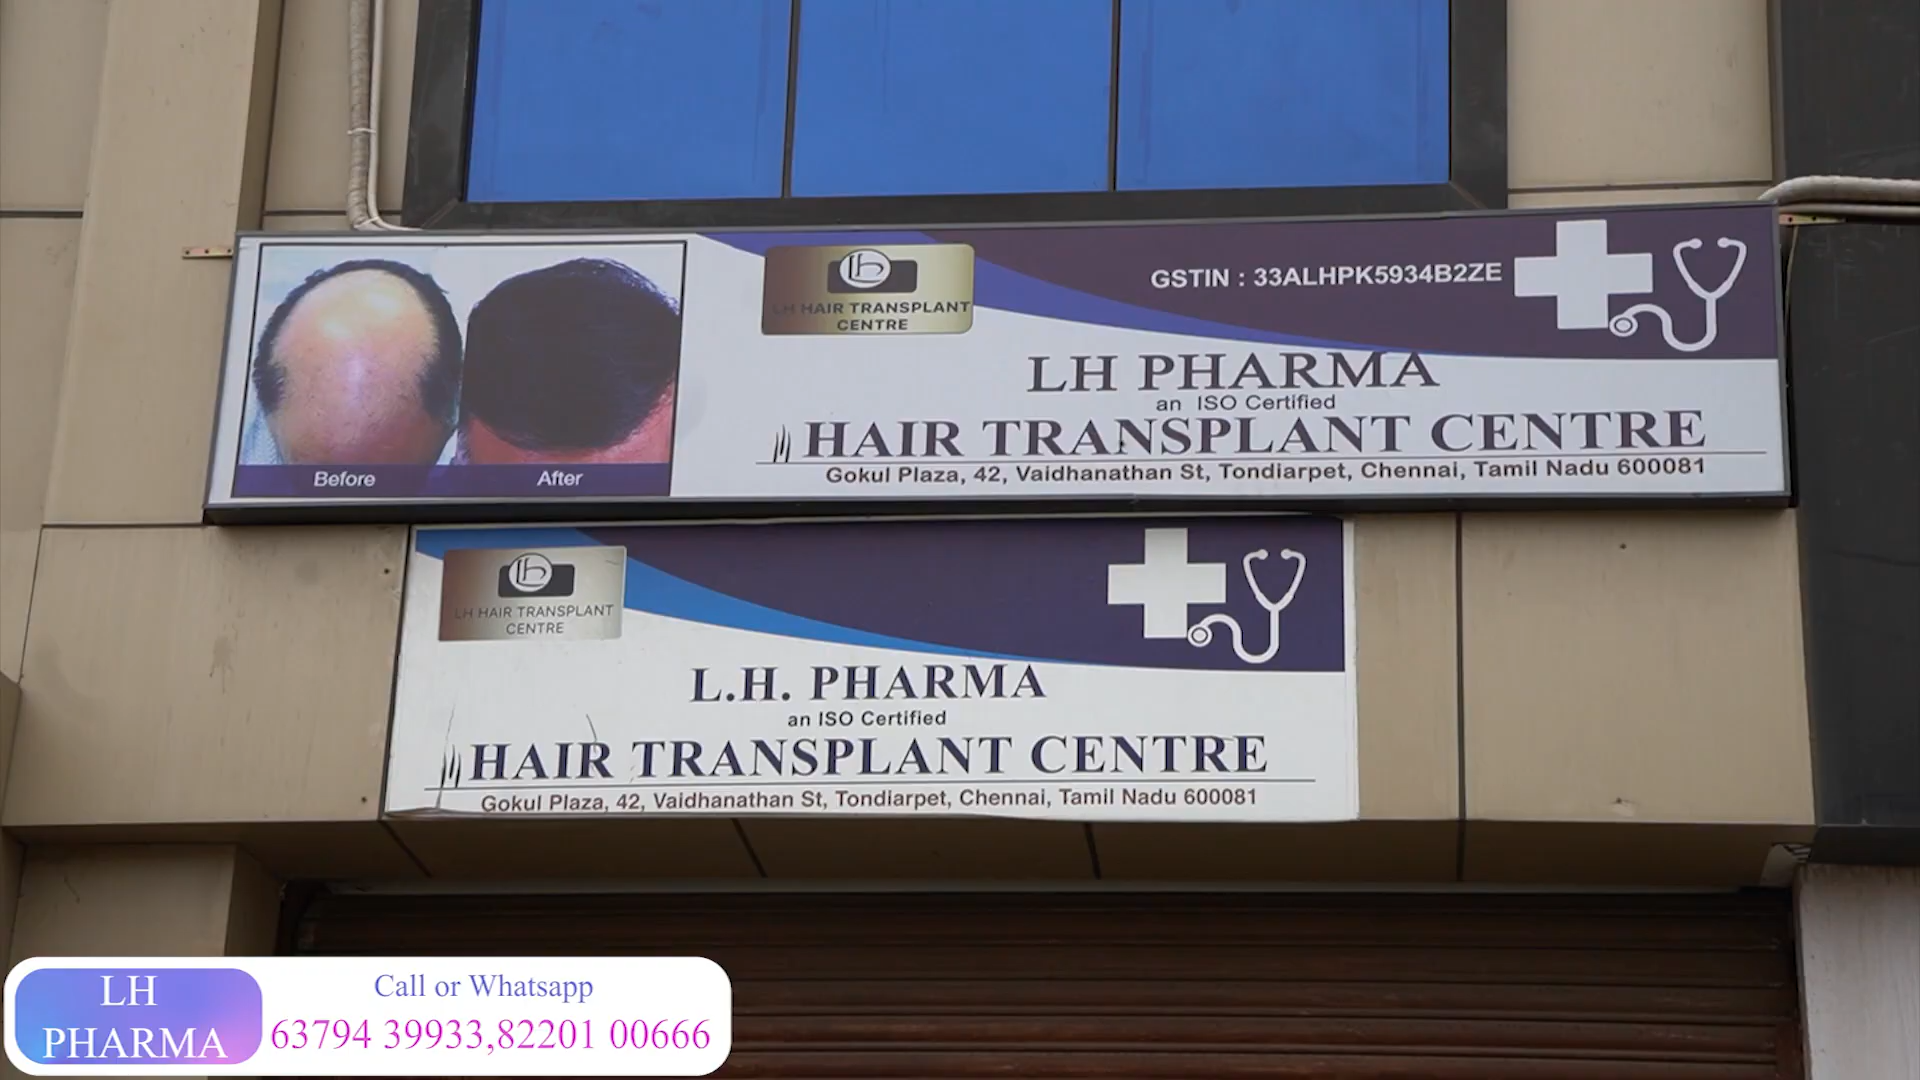 LH HAIR TRANSPLANT
CENTRE
GSTIN : 33ALHPK5934B2ZE
LH PHARMA
an ISO Certified
HAIR TRANSPLANT CENTRE
Gokul Plaza, 42, Vaidhanathan St, Tondiarpet, Chennai, Tamil Nadu 600081
Before
After
LH HAIR TRANSPLANT
CENTRE
L.H. PHARMA
an ISO Certified
HAIR TRANSPLANT CENTRE
Gokul Plaza, 42, Vaidhanathan St, Tondiarpet, Chennai, Tamil Nadu 600081
LH
PHARMA
Call or Whatsapp
63794 39933,82201 00666